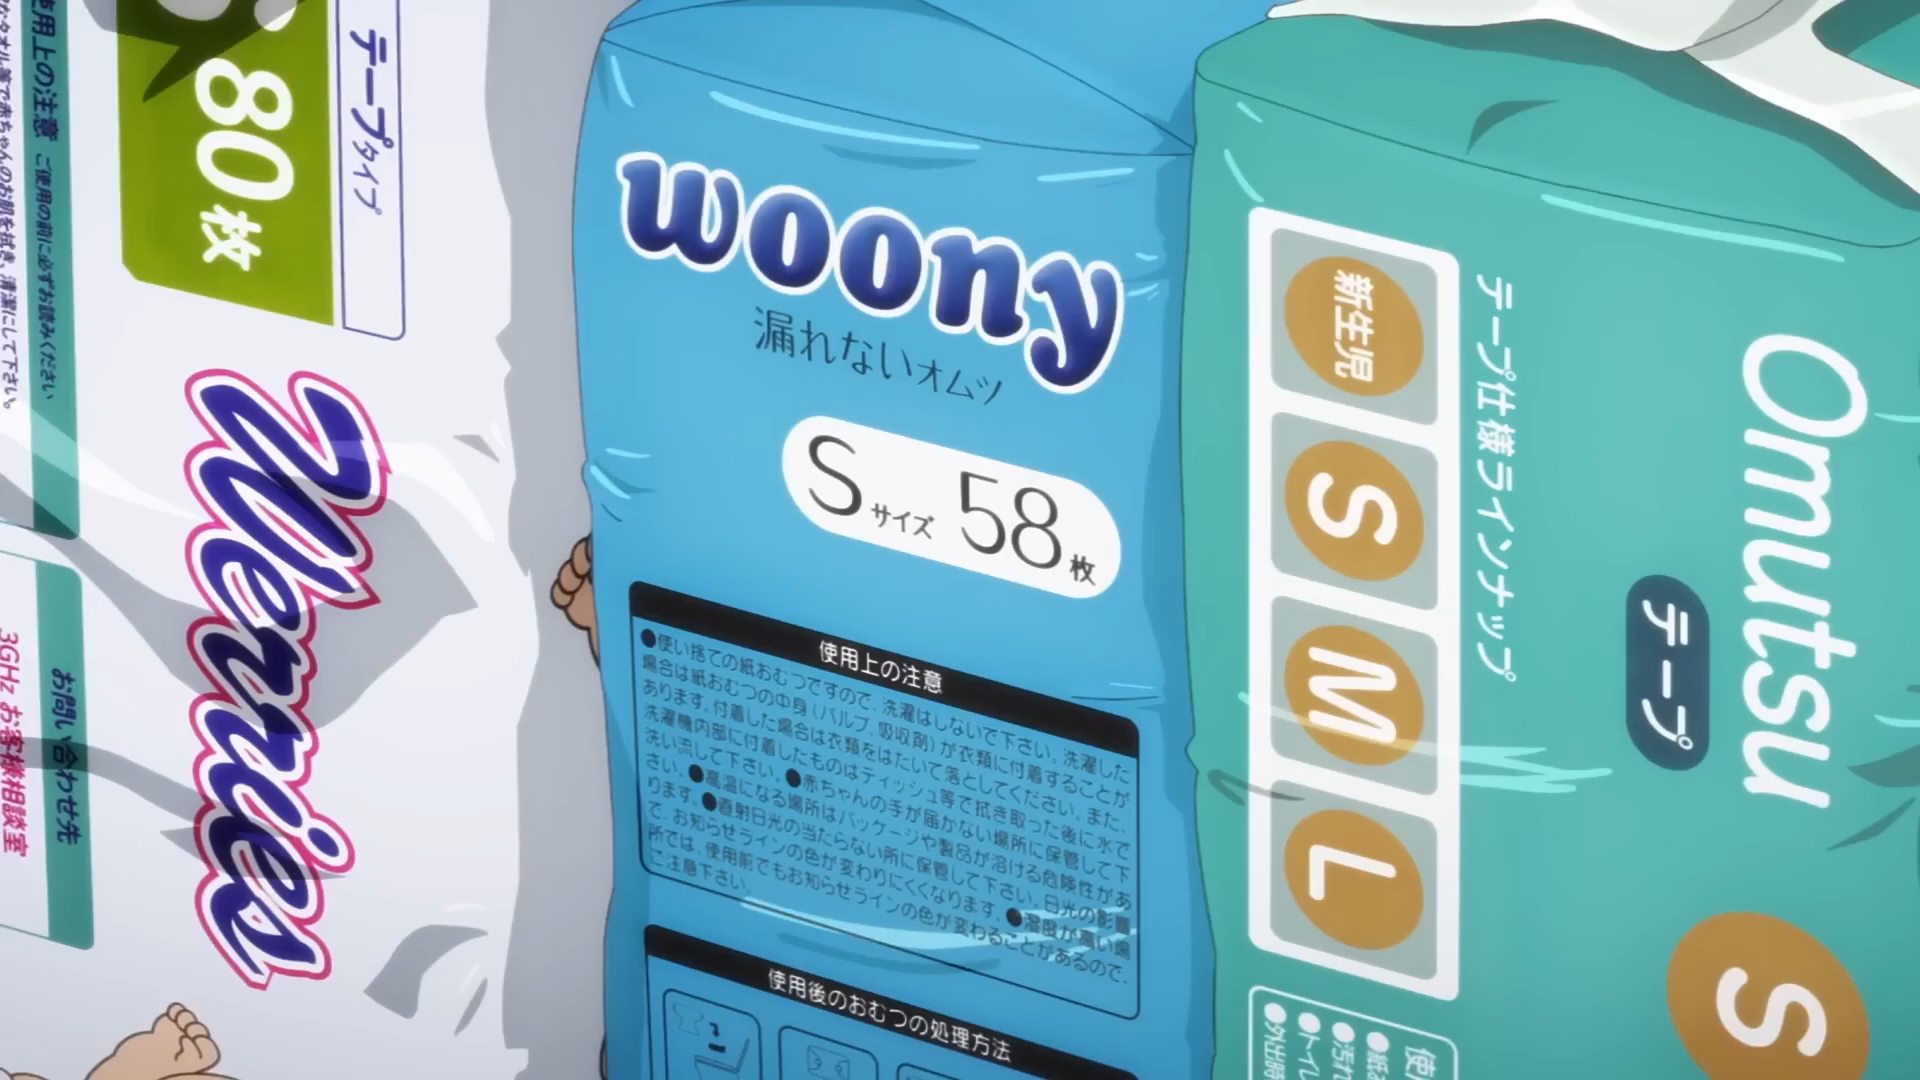 テープタイプ
80枚
Werries
使用上の注意 ご使用の前に必ずお読みください
お問い合わせ先
3GHz お客様相談室
woony
漏れないオムツ
Sサイズ 58枚
使用上の注意
●使い捨ての紙おむつですので、洗濯はしないで下さい。洗濯した
場合は紙おむつの中身(パルプ、吸収剤)が衣類に付着することが
あります。付着した場合は衣類をはたいて落としてください。また、
洗濯機内部に付着したものはティッシュ等で拭き取った後に水で
洗い流して下さい。●赤ちゃんの手が届かない場所に保管して下
さい。●高温になる場所はパッケージや製品が溶ける危険性があ
ります。●直射日光の当たらない所に保管して下さい。日光の影響
で、お知らせラインの色が変わりにくくなります。●湿度が高い場
所では、使用前でもお知らせラインの色が変わることがあるので、
ご注意下さい。
使用後のおむつの処理方法
Omutsu
テープ
テープ仕様ラインナップ
新生児
S
M
L
S